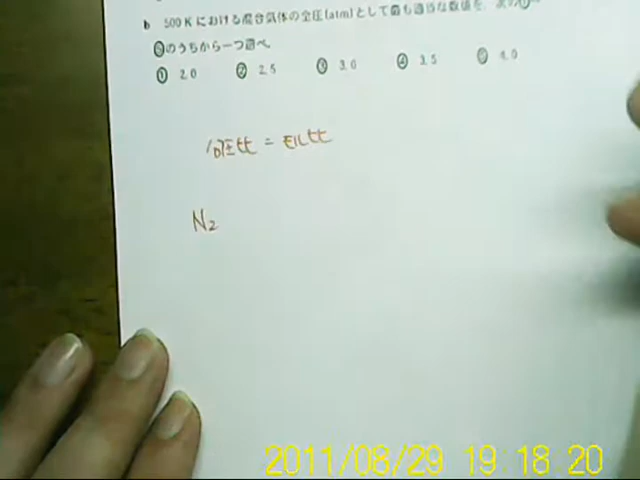 b 500 K における混合気体の全圧(atm)として最も適当な数値を、次の①〜
⑤のうちから一つ選べ。
① 2.0 ② 2.5 ③ 3.0 ④ 3.5 ⑤ 4.0
分圧比 = モル比
N₂
2011/08/29 19:18:20